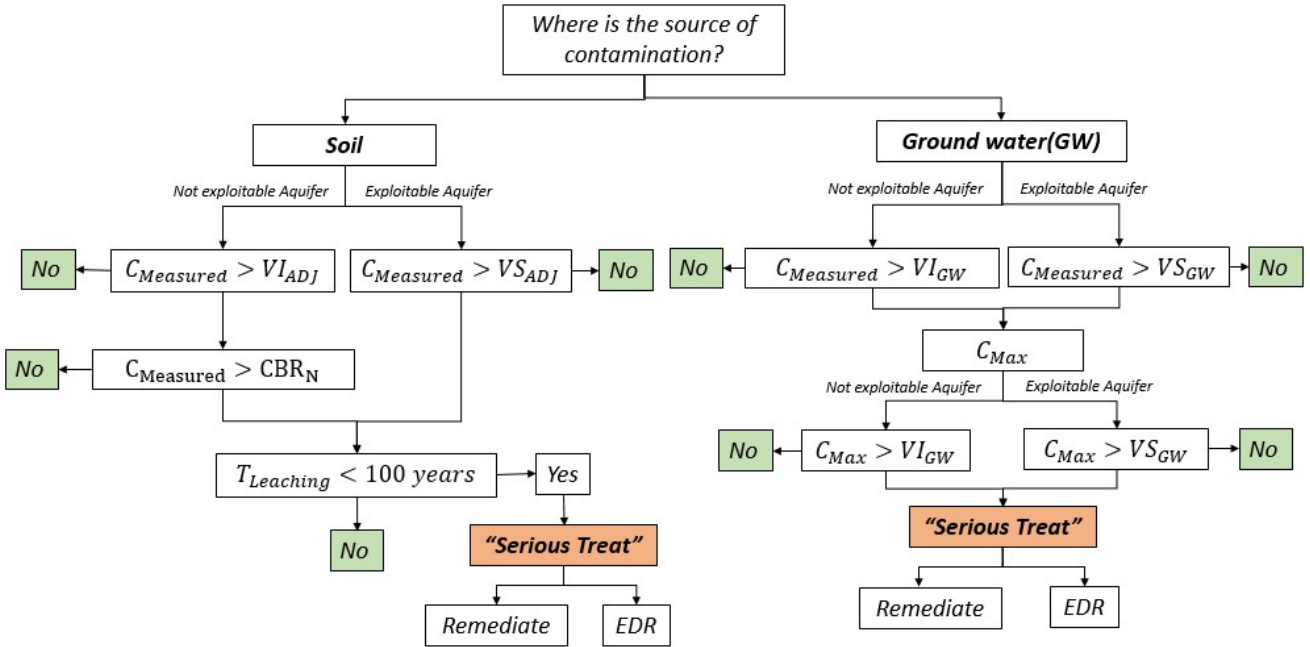 Where is the source of
contamination?
Soil
Ground water(GW)
Not exploitable Aquifer
Exploitable Aquifer
Not exploitable Aquifer
Exploitable Aquifer
No
C_Measured > VI_ADJ
C_Measured > VS_ADJ
No
No
C_Measured > VI_GW
C_Measured > VS_GW
No
No
C_Measured > CBR_N
C_Max
Not exploitable Aquifer
Exploitable Aquifer
No
C_Max > VI_GW
C_Max > VS_GW
No
T_Leaching < 100 years
Yes
No
“Serious Treat”
“Serious Treat”
Remediate
EDR
Remediate
EDR